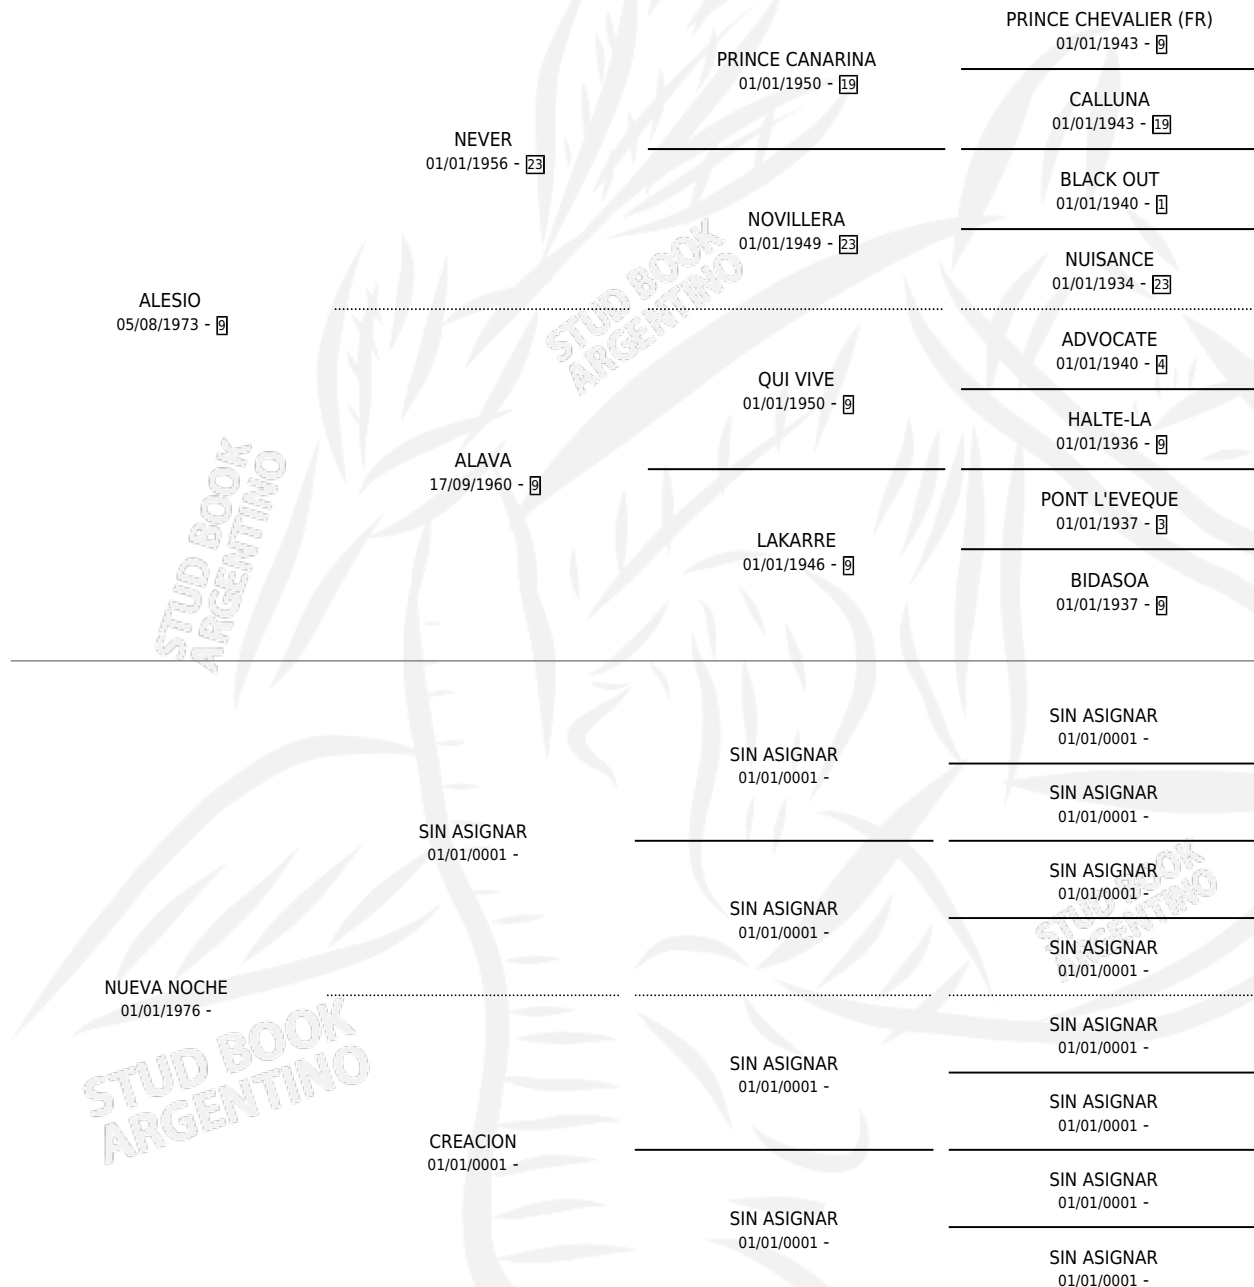 PRINCE CHEVALIER (FR)
01/01/1943 - 9
PRINCE CANARINA
01/01/1950 - 19
CALLUNA
01/01/1943 - 19
NEVER
01/01/1956 - 23
BLACK OUT
01/01/1940 - 1
NOVILLERA
01/01/1949 - 23
NUISANCE
01/01/1934 - 23
ALESIO
05/08/1973 - 9
ADVOCATE
01/01/1940 - 4
QUI VIVE
01/01/1950 - 9
HALTE-LA
01/01/1936 - 9
ALAVA
17/09/1960 - 9
PONT L'EVEQUE
01/01/1937 - 3
LAKARRE
01/01/1946 - 9
BIDASOA
01/01/1937 - 9
STUD BOOK
ARGENTINO
STUD BOOK
ARGENTINO
SIN ASIGNAR
01/01/0001 -
SIN ASIGNAR
01/01/0001 -
SIN ASIGNAR
01/01/0001 -
SIN ASIGNAR
01/01/0001 -
SIN ASIGNAR
01/01/0001 -
SIN ASIGNAR
01/01/0001 -
SIN ASIGNAR
01/01/0001 -
NUEVA NOCHE
01/01/1976 -
SIN ASIGNAR
01/01/0001 -
SIN ASIGNAR
01/01/0001 -
SIN ASIGNAR
01/01/0001 -
CREACION
01/01/0001 -
SIN ASIGNAR
01/01/0001 -
SIN ASIGNAR
01/01/0001 -
SIN ASIGNAR
01/01/0001 -
STUD BOOK
ARGENTINO
STUD BOOK
ARGENTINO